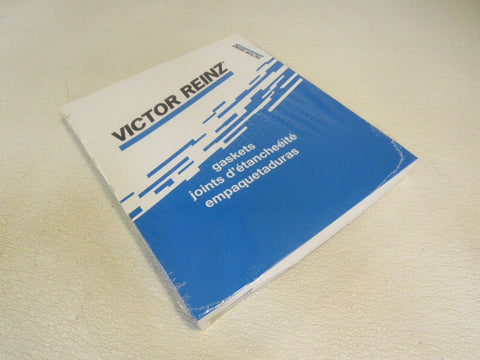 VICTOR REINZ
gaskets
joints d'étancheéité
empaquetaduras